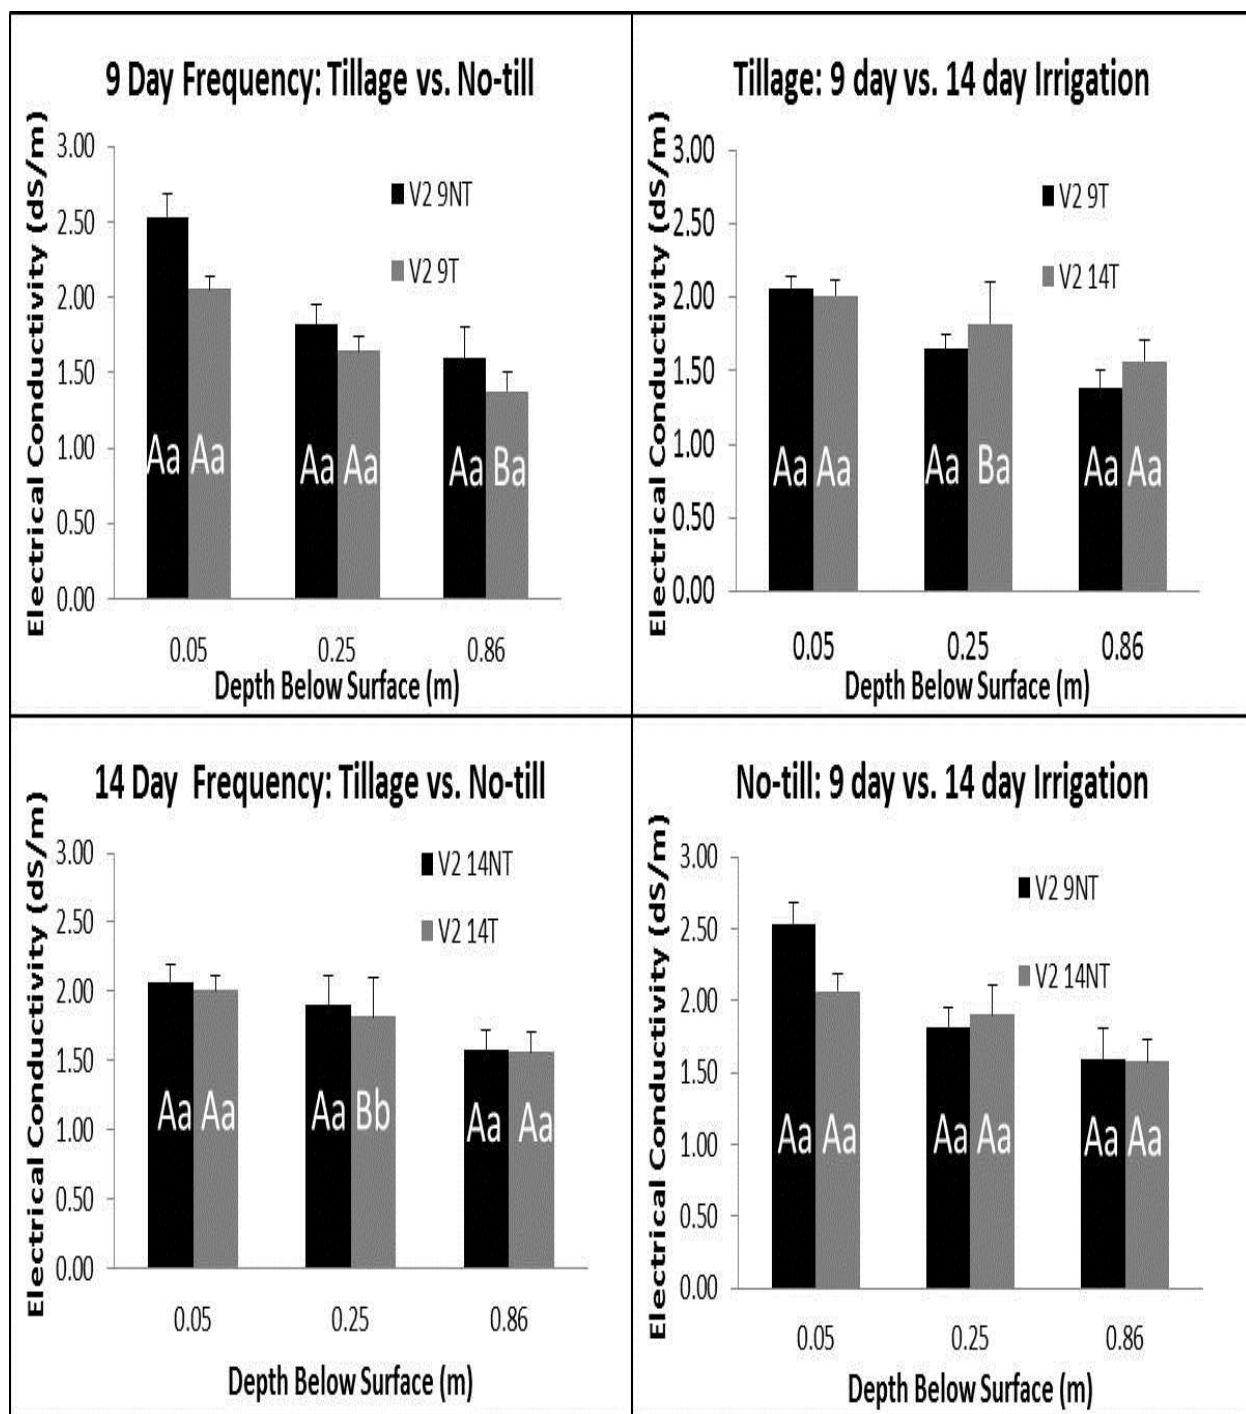 9 Day Frequency: Tillage vs. No-till
Electrical Conductivity (dS/m)
3.00
2.50
2.00
1.50
1.00
0.50
0.00
V2 9NT
V2 9T
Aa Aa
Aa Aa
Aa Ba
0.05 0.25 0.86
Depth Below Surface (m)
Tillage: 9 day vs. 14 day Irrigation
Electrical Conductivity (dS/m)
3.00
2.50
2.00
1.50
1.00
0.50
0.00
V2 9T
V2 14T
Aa Aa
Aa Ba
Aa Aa
0.05 0.25 0.86
Depth Below Surface (m)
14 Day Frequency: Tillage vs. No-till
Electrical Conductivity (dS/m)
3.00
2.50
2.00
1.50
1.00
0.50
0.00
V2 14NT
V2 14T
Aa Aa
Aa Bb
Aa Aa
0.05 0.25 0.86
Depth Below Surface (m)
No-till: 9 day vs. 14 day Irrigation
Electrical Conductivity (dS/m)
3.00
2.50
2.00
1.50
1.00
0.50
0.00
V2 9NT
V2 14NT
Aa Aa
Aa Aa
Aa Aa
0.05 0.25 0.86
Depth Below Surface (m)